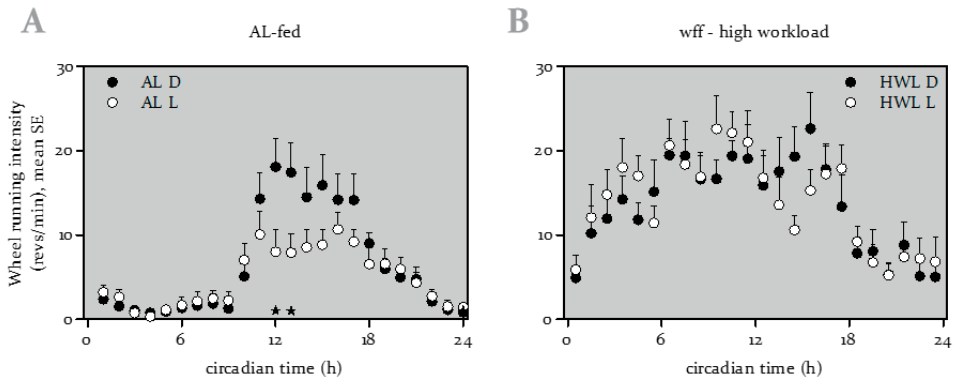 A
AL-fed
B
wff - high workload
Wheel running intensity
(revs/min), mean SE
30
20
10
0
AL D
AL L
0
6
12
18
24
circadian time (h)
30
20
10
0
HWL D
HWL L
0
6
12
18
24
circadian time (h)